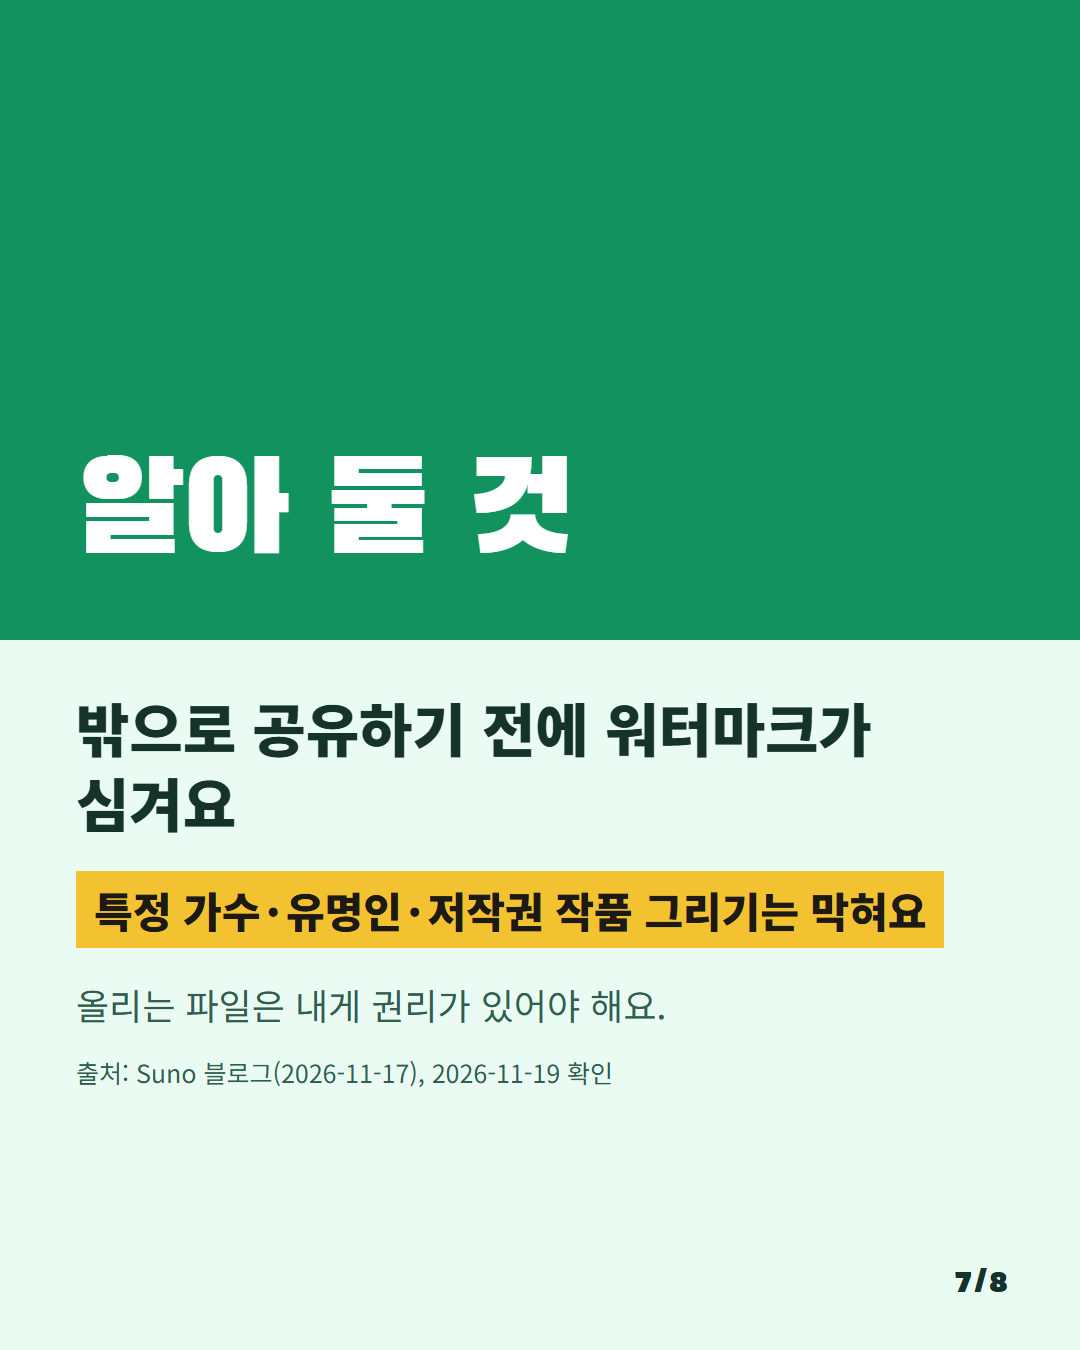 알아 둘 것
밖으로 공유하기 전에 워터마크가
심겨요
특정 가수·유명인·저작권 작품 그리기는 막혀요
올리는 파일은 내게 권리가 있어야 해요.
출처: Suno 블로그(2026-11-17), 2026-11-19 확인
7/8